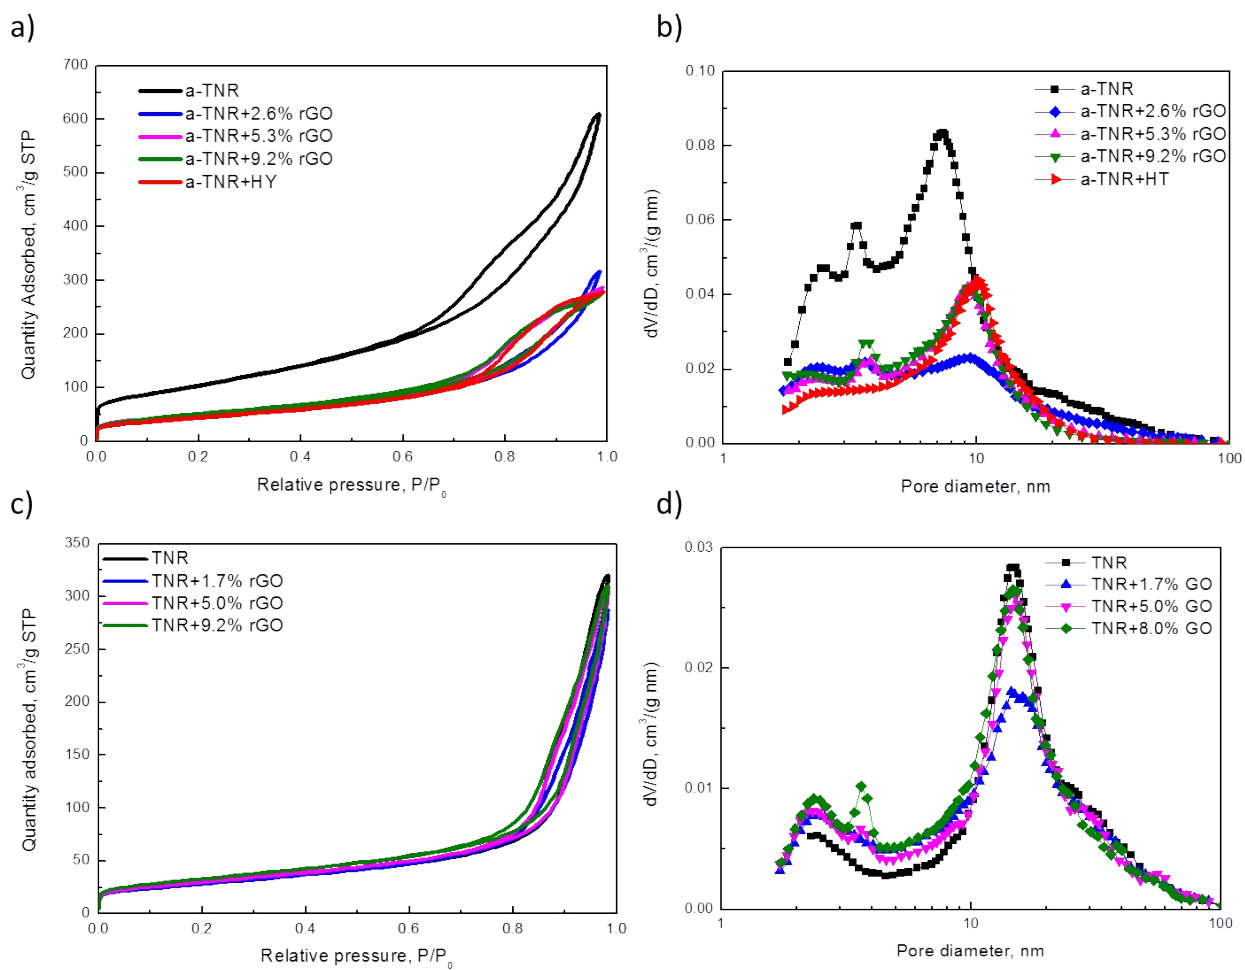 a)
700
600
500
400
300
200
100
0
0.0
0.2
0.4
0.6
0.8
1.0
Quantity Adsorbed, cm³/g STP
Relative pressure, P/P₀
a-TNR
a-TNR+2.6% rGO
a-TNR+5.3% rGO
a-TNR+9.2% rGO
a-TNR+HY
b)
0.10
0.08
0.06
0.04
0.02
0.00
1
10
100
dV/dD, cm³/(g nm)
Pore diameter, nm
a-TNR
a-TNR+2.6% rGO
a-TNR+5.3% rGO
a-TNR+9.2% rGO
a-TNR+HT
c)
350
300
250
200
150
100
50
0
0.0
0.2
0.4
0.6
0.8
1.0
Quantity adsorbed, cm³/g STP
Relative pressure, P/P₀
TNR
TNR+1.7% rGO
TNR+5.0% rGO
TNR+9.2% rGO
d)
0.03
0.02
0.01
0.00
1
10
100
dV/dD, cm³/(g nm)
Pore diameter, nm
TNR
TNR+1.7% GO
TNR+5.0% GO
TNR+8.0% GO